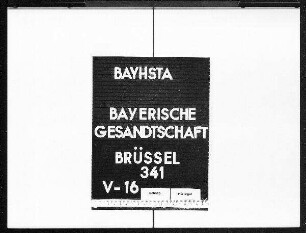 BAYHSTA
BAYERISCHE
GESANDTSCHAFT
BRÜSSEL
341
V-16